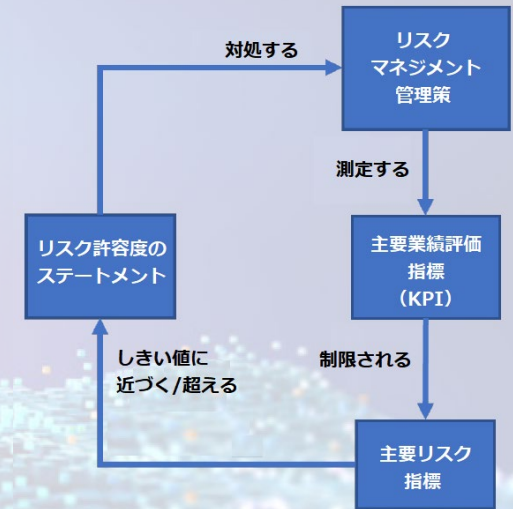 リスク
マネジメント
管理策
対処する
測定する
リスク許容度の
ステートメント
主要業績評価
指標
（KPI）
しきい値に
近づく/超える
制限される
主要リスク
指標